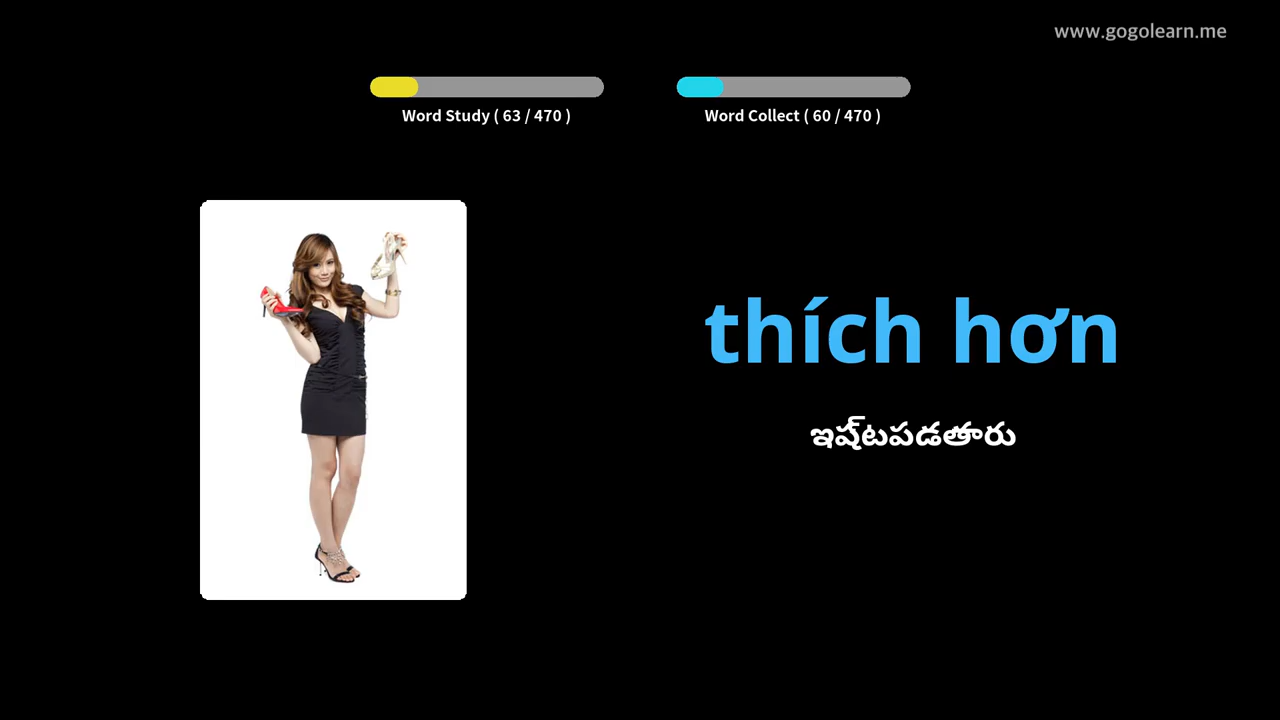 www.gogolearn.me
Word Study ( 63 / 470 )
Word Collect ( 60 / 470 )
thích hơn
ఇష్టపడతారు